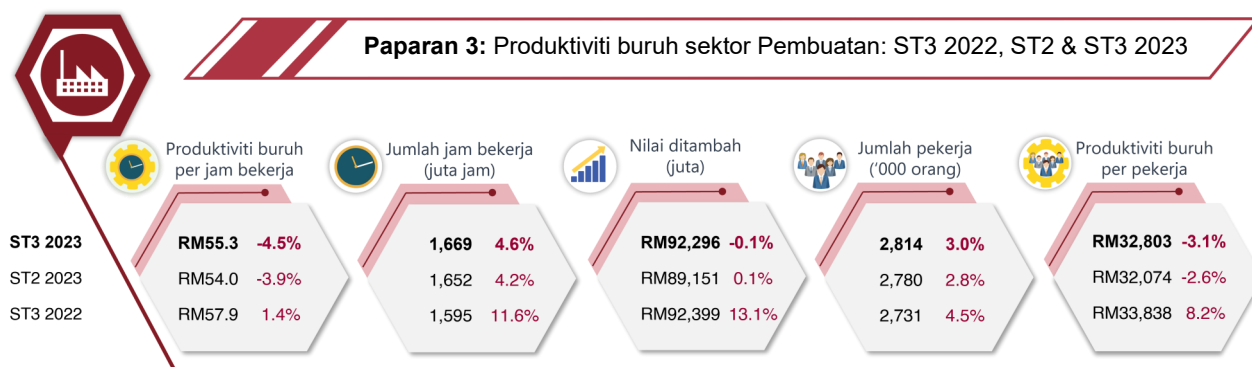 Paparan 3: Produktiviti buruh sektor Pembuatan: ST3 2022, ST2 & ST3 2023
Produktiviti buruh
per jam bekerja
Jumlah jam bekerja
(juta jam)
Nilai ditambah
(juta)
Jumlah pekerja
('000 orang)
Produktiviti buruh
per pekerja
ST3 2023 RM55.3 -4.5% 1,669 4.6% RM92,296 -0.1% 2,814 3.0% RM32,803 -3.1%
ST2 2023 RM54.0 -3.9% 1,652 4.2% RM89,151 0.1% 2,780 2.8% RM32,074 -2.6%
ST3 2022 RM57.9 1.4% 1,595 11.6% RM92,399 13.1% 2,731 4.5% RM33,838 8.2%